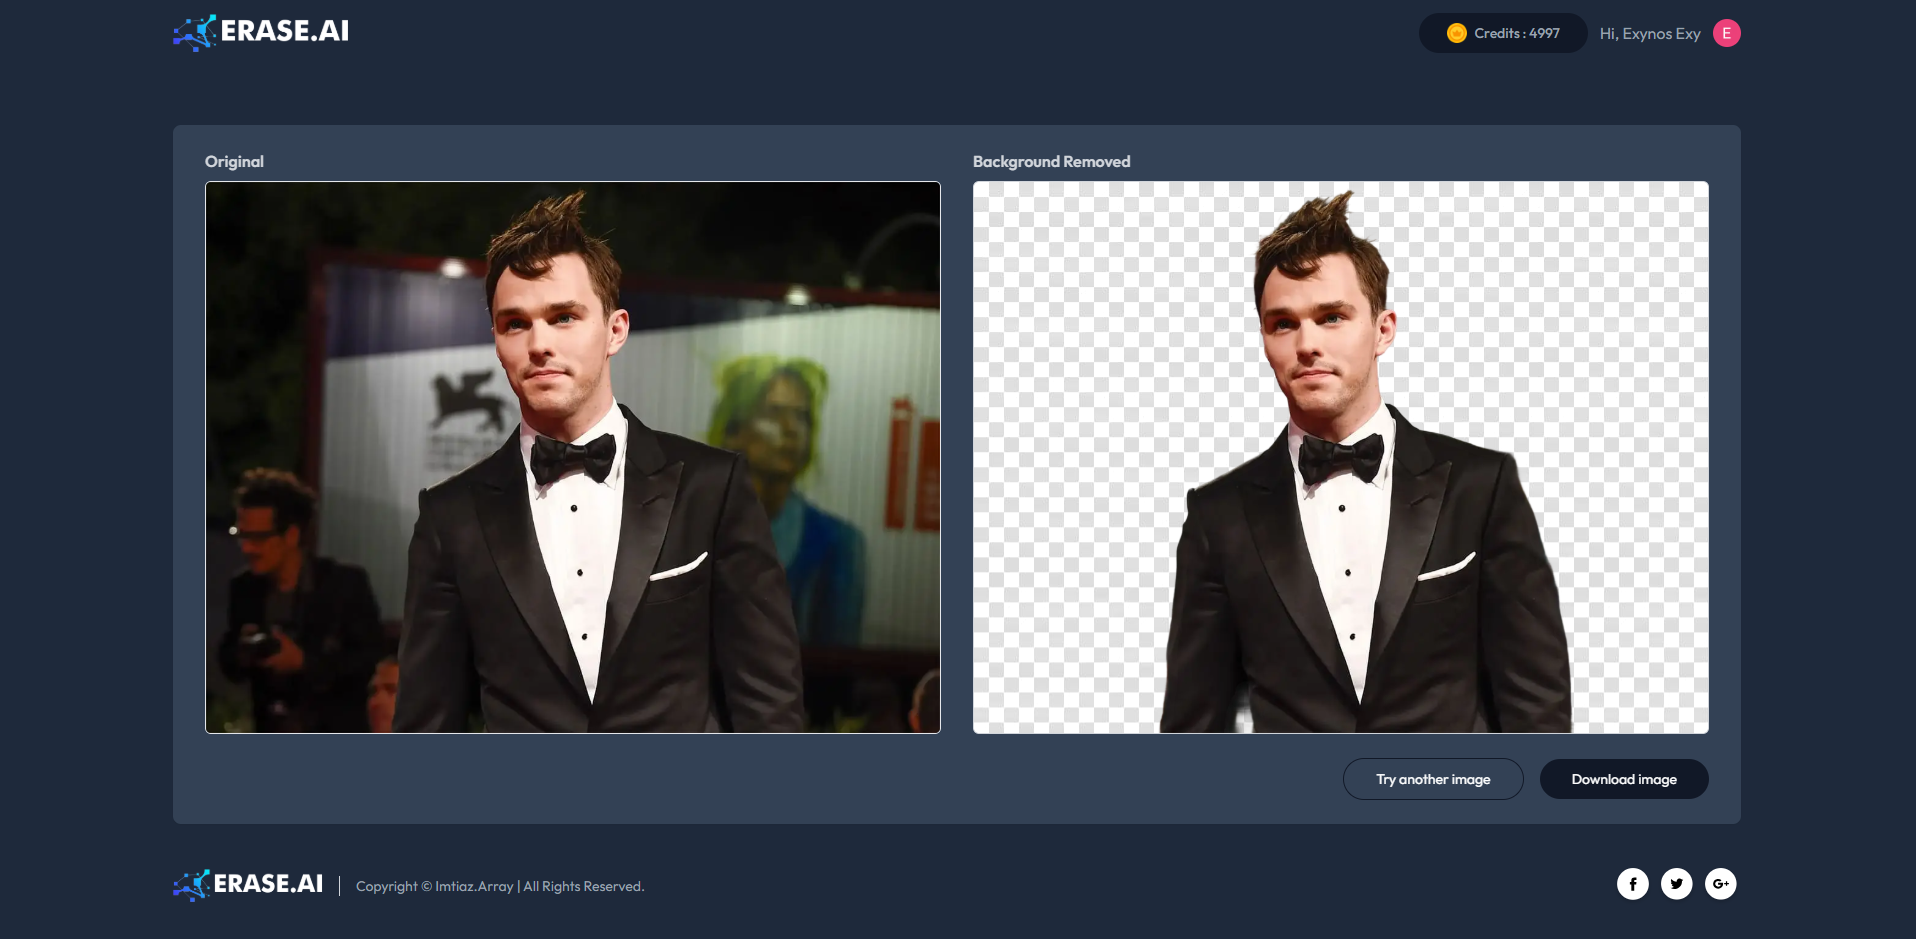 ERASE.AI
Credits : 4997
Hi, Exynos Exy
E
Original
Background Removed
Try another image
Download image
ERASE.AI
Copyright © Imtiaz.Array | All Rights Reserved.
f
G+